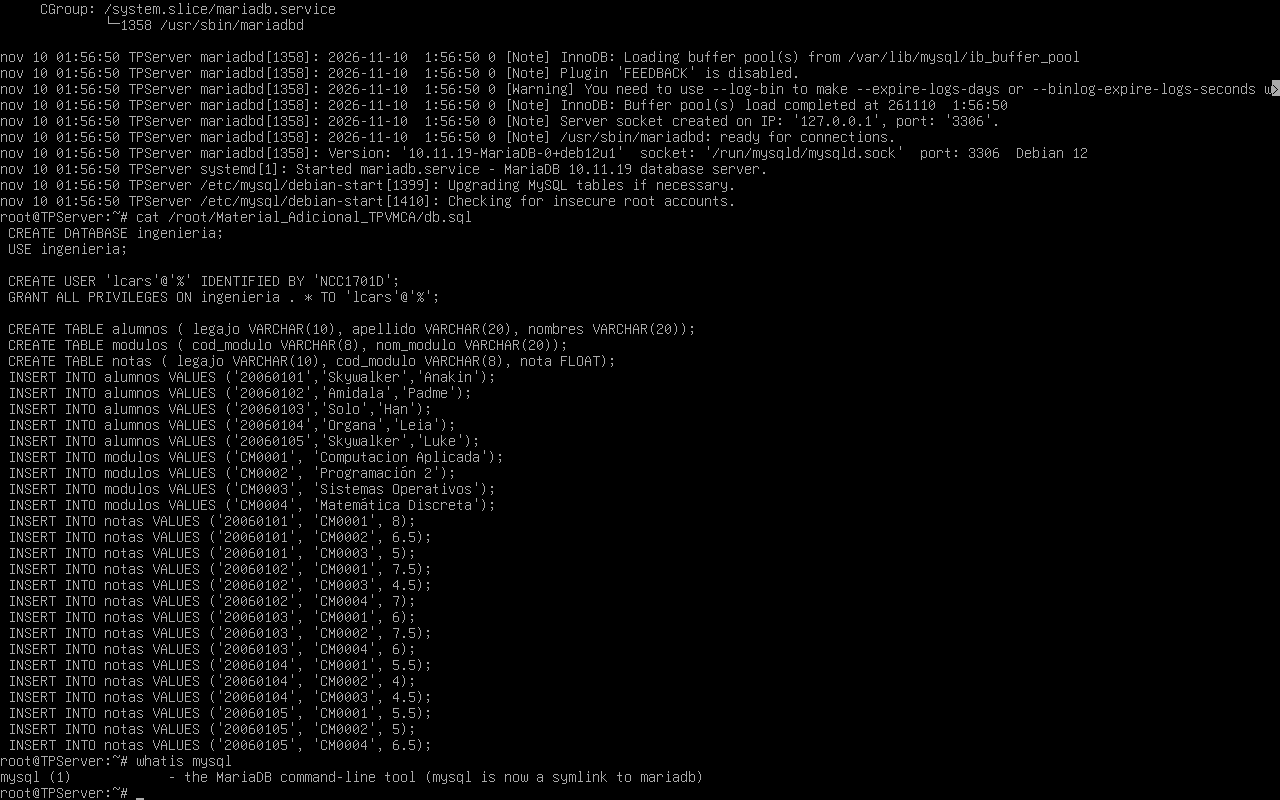 CGroup: /system.slice/mariadb.service
└─1358 /usr/sbin/mariadbd
nov 10 01:56:50 TPServer mariadbd[1358]: 2026-11-10  1:56:50 0 [Note] InnoDB: Loading buffer pool(s) from /var/lib/mysql/ib_buffer_pool
nov 10 01:56:50 TPServer mariadbd[1358]: 2026-11-10  1:56:50 0 [Note] Plugin 'FEEDBACK' is disabled.
nov 10 01:56:50 TPServer mariadbd[1358]: 2026-11-10  1:56:50 0 [Warning] You need to use --log-bin to make --expire-logs-days or --binlog-expire-logs-seconds w>
nov 10 01:56:50 TPServer mariadbd[1358]: 2026-11-10  1:56:50 0 [Note] InnoDB: Buffer pool(s) load completed at 261110  1:56:50
nov 10 01:56:50 TPServer mariadbd[1358]: 2026-11-10  1:56:50 0 [Note] Server socket created on IP: '127.0.0.1', port: '3306'.
nov 10 01:56:50 TPServer mariadbd[1358]: 2026-11-10  1:56:50 0 [Note] /usr/sbin/mariadbd: ready for connections.
nov 10 01:56:50 TPServer mariadbd[1358]: Version: '10.11.19-MariaDB-0+deb12u1'  socket: '/run/mysqld/mysqld.sock'  port: 3306  Debian 12
nov 10 01:56:50 TPServer systemd[1]: Started mariadb.service - MariaDB 10.11.19 database server.
nov 10 01:56:50 TPServer /etc/mysql/debian-start[1399]: Upgrading MySQL tables if necessary.
nov 10 01:56:50 TPServer /etc/mysql/debian-start[1410]: Checking for insecure root accounts.
root@TPServer:~# cat /root/Material_Adicional_TPVMCA/db.sql
CREATE DATABASE ingenieria;
USE ingenieria;
CREATE USER 'lcars'@'%' IDENTIFIED BY 'NCC1701D';
GRANT ALL PRIVILEGES ON ingenieria . * TO 'lcars'@'%';
CREATE TABLE alumnos ( legajo VARCHAR(10), apellido VARCHAR(20), nombres VARCHAR(20));
CREATE TABLE modulos ( cod_modulo VARCHAR(8), nom_modulo VARCHAR(20));
CREATE TABLE notas ( legajo VARCHAR(10), cod_modulo VARCHAR(8), nota FLOAT);
INSERT INTO alumnos VALUES ('20060101','Skywalker','Anakin');
INSERT INTO alumnos VALUES ('20060102','Amidala','Padme');
INSERT INTO alumnos VALUES ('20060103','Solo','Han');
INSERT INTO alumnos VALUES ('20060104','Organa','Leia');
INSERT INTO alumnos VALUES ('20060105','Skywalker','Luke');
INSERT INTO modulos VALUES ('CM0001', 'Computacion Aplicada');
INSERT INTO modulos VALUES ('CM0002', 'Programación 2');
INSERT INTO modulos VALUES ('CM0003', 'Sistemas Operativos');
INSERT INTO modulos VALUES ('CM0004', 'Matemática Discreta');
INSERT INTO notas VALUES ('20060101', 'CM0001', 8);
INSERT INTO notas VALUES ('20060101', 'CM0002', 6.5);
INSERT INTO notas VALUES ('20060101', 'CM0003', 5);
INSERT INTO notas VALUES ('20060102', 'CM0001', 7.5);
INSERT INTO notas VALUES ('20060102', 'CM0003', 4.5);
INSERT INTO notas VALUES ('20060102', 'CM0004', 7);
INSERT INTO notas VALUES ('20060103', 'CM0001', 6);
INSERT INTO notas VALUES ('20060103', 'CM0002', 7.5);
INSERT INTO notas VALUES ('20060103', 'CM0004', 6);
INSERT INTO notas VALUES ('20060104', 'CM0001', 5.5);
INSERT INTO notas VALUES ('20060104', 'CM0002', 4);
INSERT INTO notas VALUES ('20060104', 'CM0003', 4.5);
INSERT INTO notas VALUES ('20060105', 'CM0001', 5.5);
INSERT INTO notas VALUES ('20060105', 'CM0002', 5);
INSERT INTO notas VALUES ('20060105', 'CM0004', 6.5);
root@TPServer:~# whatis mysql
mysql (1)            - the MariaDB command-line tool (mysql is now a symlink to mariadb)
root@TPServer:~# _